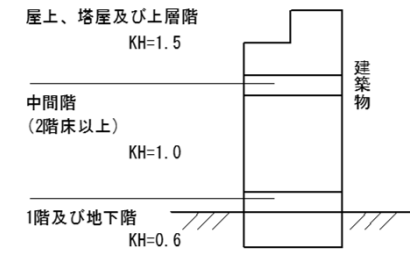 屋上、塔屋及び上層階
KH=1.5
中間階
(2階床以上)
KH=1.0
1階及び地下階
KH=0.6
建築物